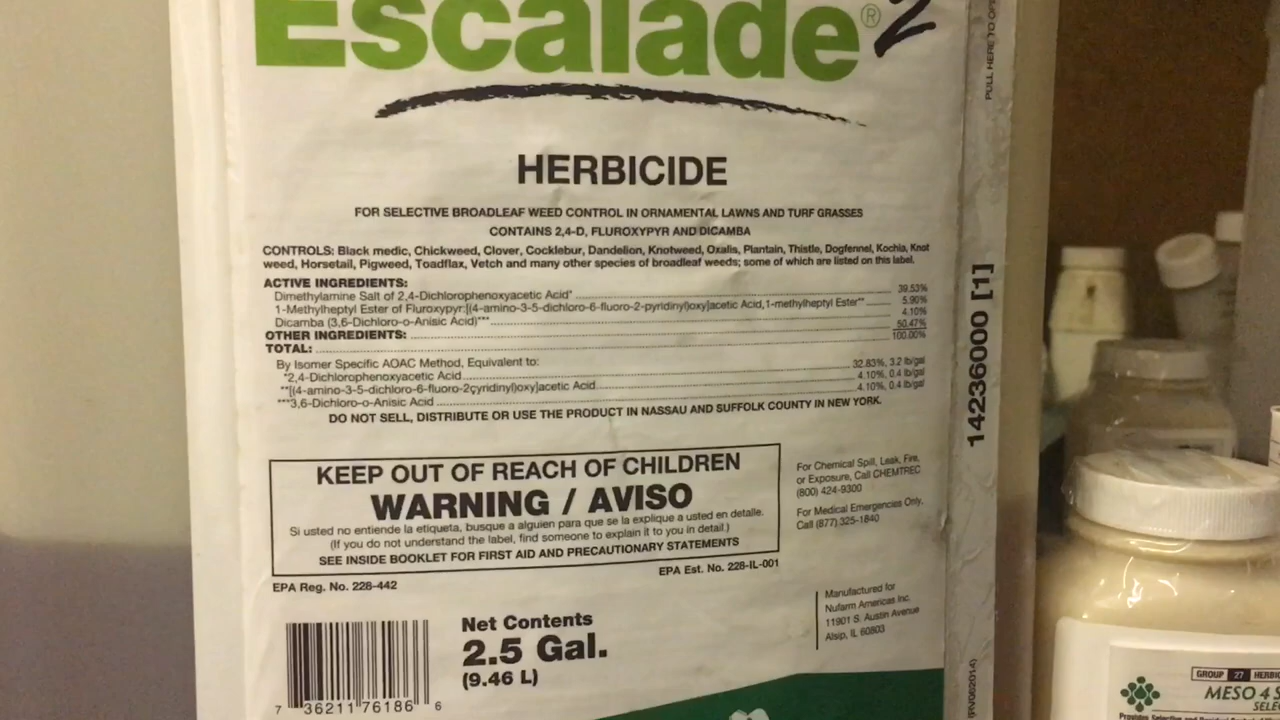 Escalade® 2
HERBICIDE
FOR SELECTIVE BROADLEAF WEED CONTROL IN ORNAMENTAL LAWNS AND TURF GRASSES
CONTAINS 2,4-D, FLUROXYPYR AND DICAMBA
CONTROLS: Black medic, Chickweed, Clover, Cocklebur, Dandelion, Knotweed, Oxalis, Plantain, Thistle, Dogfennel, Kochia, Knot
weed, Horsetail, Pigweed, Toadflax, Vetch and many other species of broadleaf weeds; some of which are listed on this label.
ACTIVE INGREDIENTS:
Dimethylamine Salt of 2,4-Dichlorophenoxyacetic Acid* 39.53%
1-Methylheptyl Ester of Fluroxypyr:[(4-amino-3-5-dichloro-6-fluoro-2-pyridinyl)oxy]acetic Acid,1-methylheptyl Ester** 5.90%
Dicamba (3,6-Dichloro-o-Anisic Acid)*** 4.10%
OTHER INGREDIENTS: 50.47%
TOTAL: 100.00%
By Isomer Specific AOAC Method, Equivalent to:
*2,4-Dichlorophenoxyacetic Acid 32.83%, 3.2 lb/gal
**[(4-amino-3-5-dichloro-6-fluoro-2çyridinyl)oxy]acetic Acid 4.10%, 0.4 lb/gal
***3,6-Dichloro-o-Anisic Acid 4.10%, 0.4 lb/gal
DO NOT SELL, DISTRIBUTE OR USE THE PRODUCT IN NASSAU AND SUFFOLK COUNTY IN NEW YORK.
KEEP OUT OF REACH OF CHILDREN
WARNING / AVISO
Si usted no entiende la etiqueta, busque a alguien para que se la explique a usted en detalle.
(If you do not understand the label, find someone to explain it to you in detail.)
SEE INSIDE BOOKLET FOR FIRST AID AND PRECAUTIONARY STATEMENTS
For Chemical Spill, Leak, Fire,
or Exposure, Call CHEMTREC
(800) 424-9300
For Medical Emergencies Only,
Call (877) 325-1840
EPA Reg. No. 228-442
EPA Est. No. 228-IL-001
Net Contents
2.5 Gal.
(9.46 L)
Manufactured for
Nufarm Americas Inc.
11901 S. Austin Avenue
Alsip, IL 60803
7 36211 76186 6
PULL HERE TO
14236000 [1]
GROUP 27
MESO 4 S